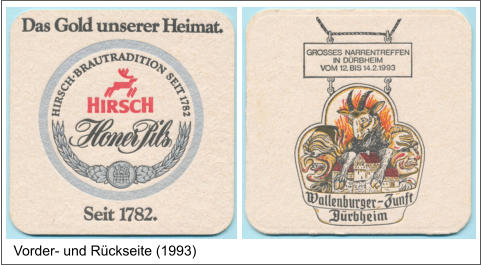 Das Gold unserer Heimat.
HIRSCH-BRAUTRADITION SEIT 1782
HIRSCH
Honer Pils
Seit 1782.
GROSSES NARRENTREFFEN
IN DÜRBHEIM
VOM 12. BIS 14.2.1993
Wallenburger-Zunft
Dürbheim
Vorder- und Rückseite (1993)